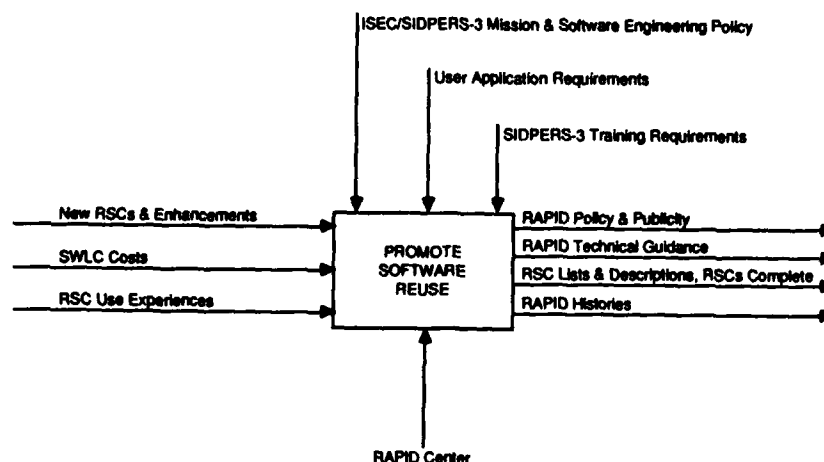 ISEC/SIDPERS-3 Mission & Software Engineering Policy
User Application Requirements
SIDPERS-3 Training Requirements
New RSCs & Enhancements
SWLC Costs
RSC Use Experiences
PROMOTE
SOFTWARE
REUSE
RAPID Policy & Publicity
RAPID Technical Guidance
RSC Lists & Descriptions, RSCs Complete
RAPID Histories
RAPID Center